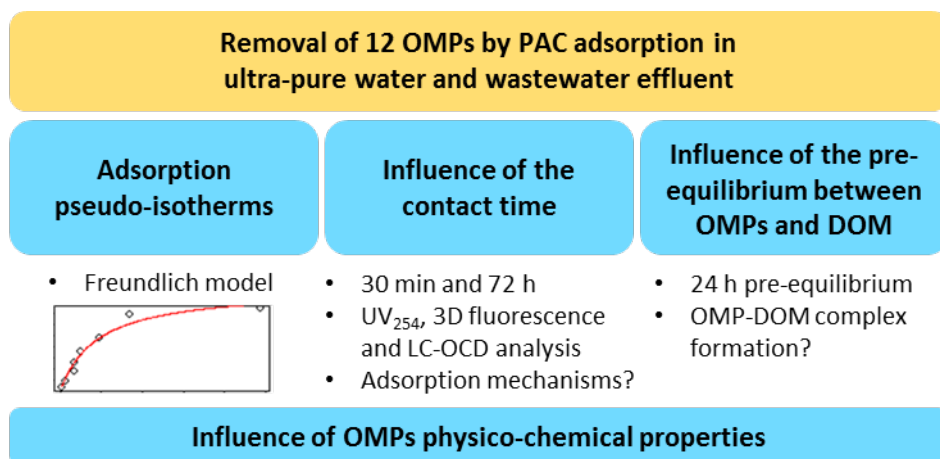 Removal of 12 OMPs by PAC adsorption in
ultra-pure water and wastewater effluent
Adsorption
pseudo-isotherms
• Freundlich model
Influence of the
contact time
• 30 min and 72 h
• UV254, 3D fluorescence
and LC-OCD analysis
• Adsorption mechanisms?
Influence of the pre-
equilibrium between
OMPs and DOM
• 24 h pre-equilibrium
• OMP-DOM complex
formation?
Influence of OMPs physico-chemical properties